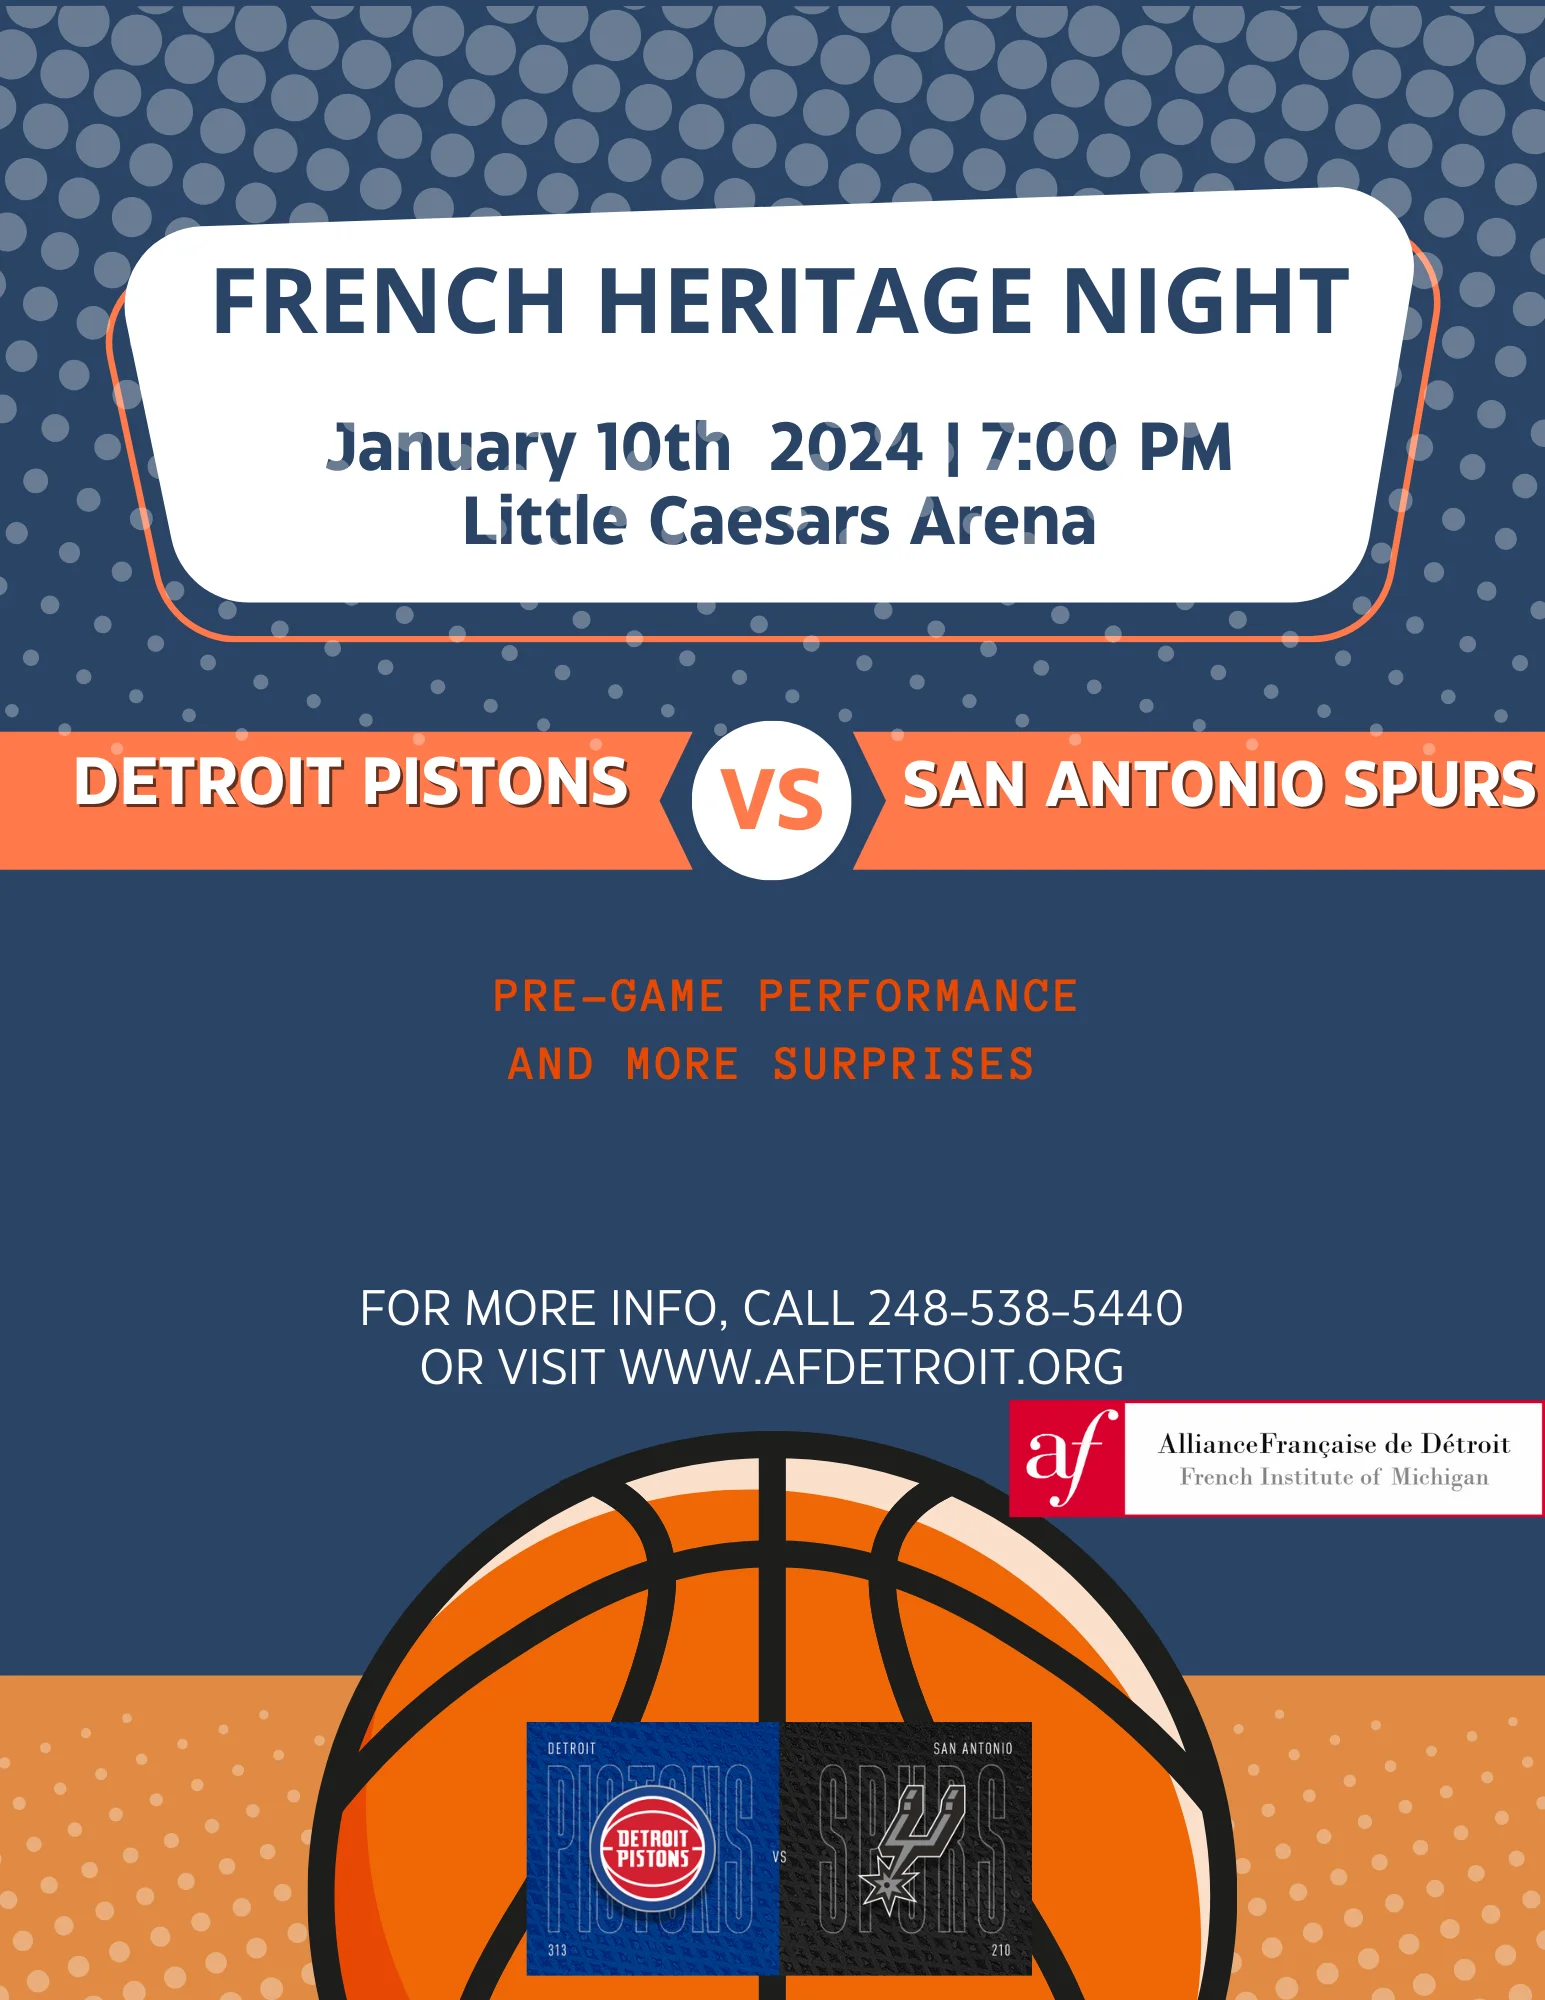 FRENCH HERITAGE NIGHT
January 10th 2024 | 7:00 PM
Little Caesars Arena
DETROIT PISTONS
VS
SAN ANTONIO SPURS
PRE-GAME PERFORMANCE
AND MORE SURPRISES
FOR MORE INFO, CALL 248-538-5440
OR VISIT WWW.AFDETROIT.ORG
af
AllianceFrançaise de Détroit
French Institute of Michigan
DETROIT
PISTONS
DETROIT
PISTONS
313
VS
SAN ANTONIO
SPURS
210